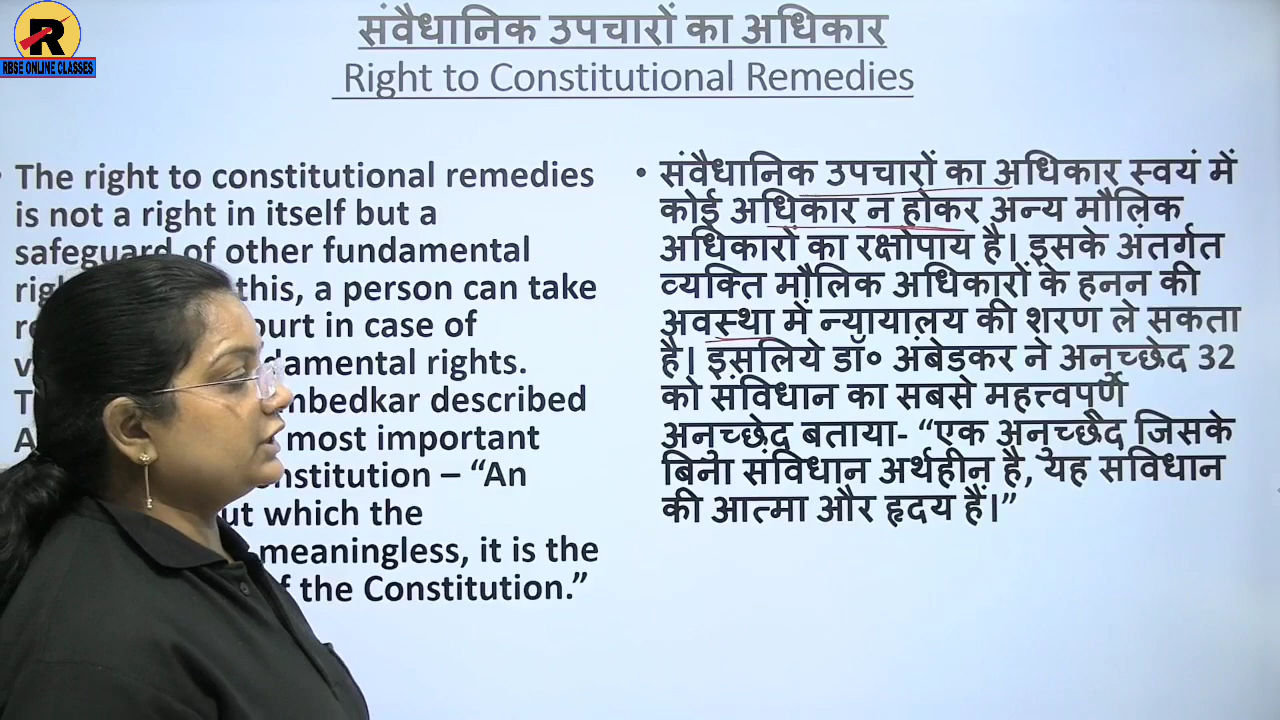 R
RBSE ONLINE CLASSES
संवैधानिक उपचारों का अधिकार
Right to Constitutional Remedies
The right to constitutional remedies
is not a right in itself but a
safeguard of other fundamental
this, a person can take
in case of
rights.
described
most important
– “An
which the
meaningless, it is the
the Constitution.”
• संवैधानिक उपचारों का अधिकार स्वयं में
कोई अधिकार न होकर अन्य मौलिक
अधिकारों का रक्षोपाय है। इसके अंतर्गत
व्यक्ति मौलिक अधिकारों के हनन की
अवस्था में न्यायालय की शरण ले सकता
है। इसलिये डॉ० अंबेडकर ने अनुच्छेद 32
को संविधान का सबसे महत्त्वपूर्ण
अनुच्छेद बताया- “एक अनुच्छेद जिसके
बिना संविधान अर्थहीन है, यह संविधान
की आत्मा और हृदय हैं।”